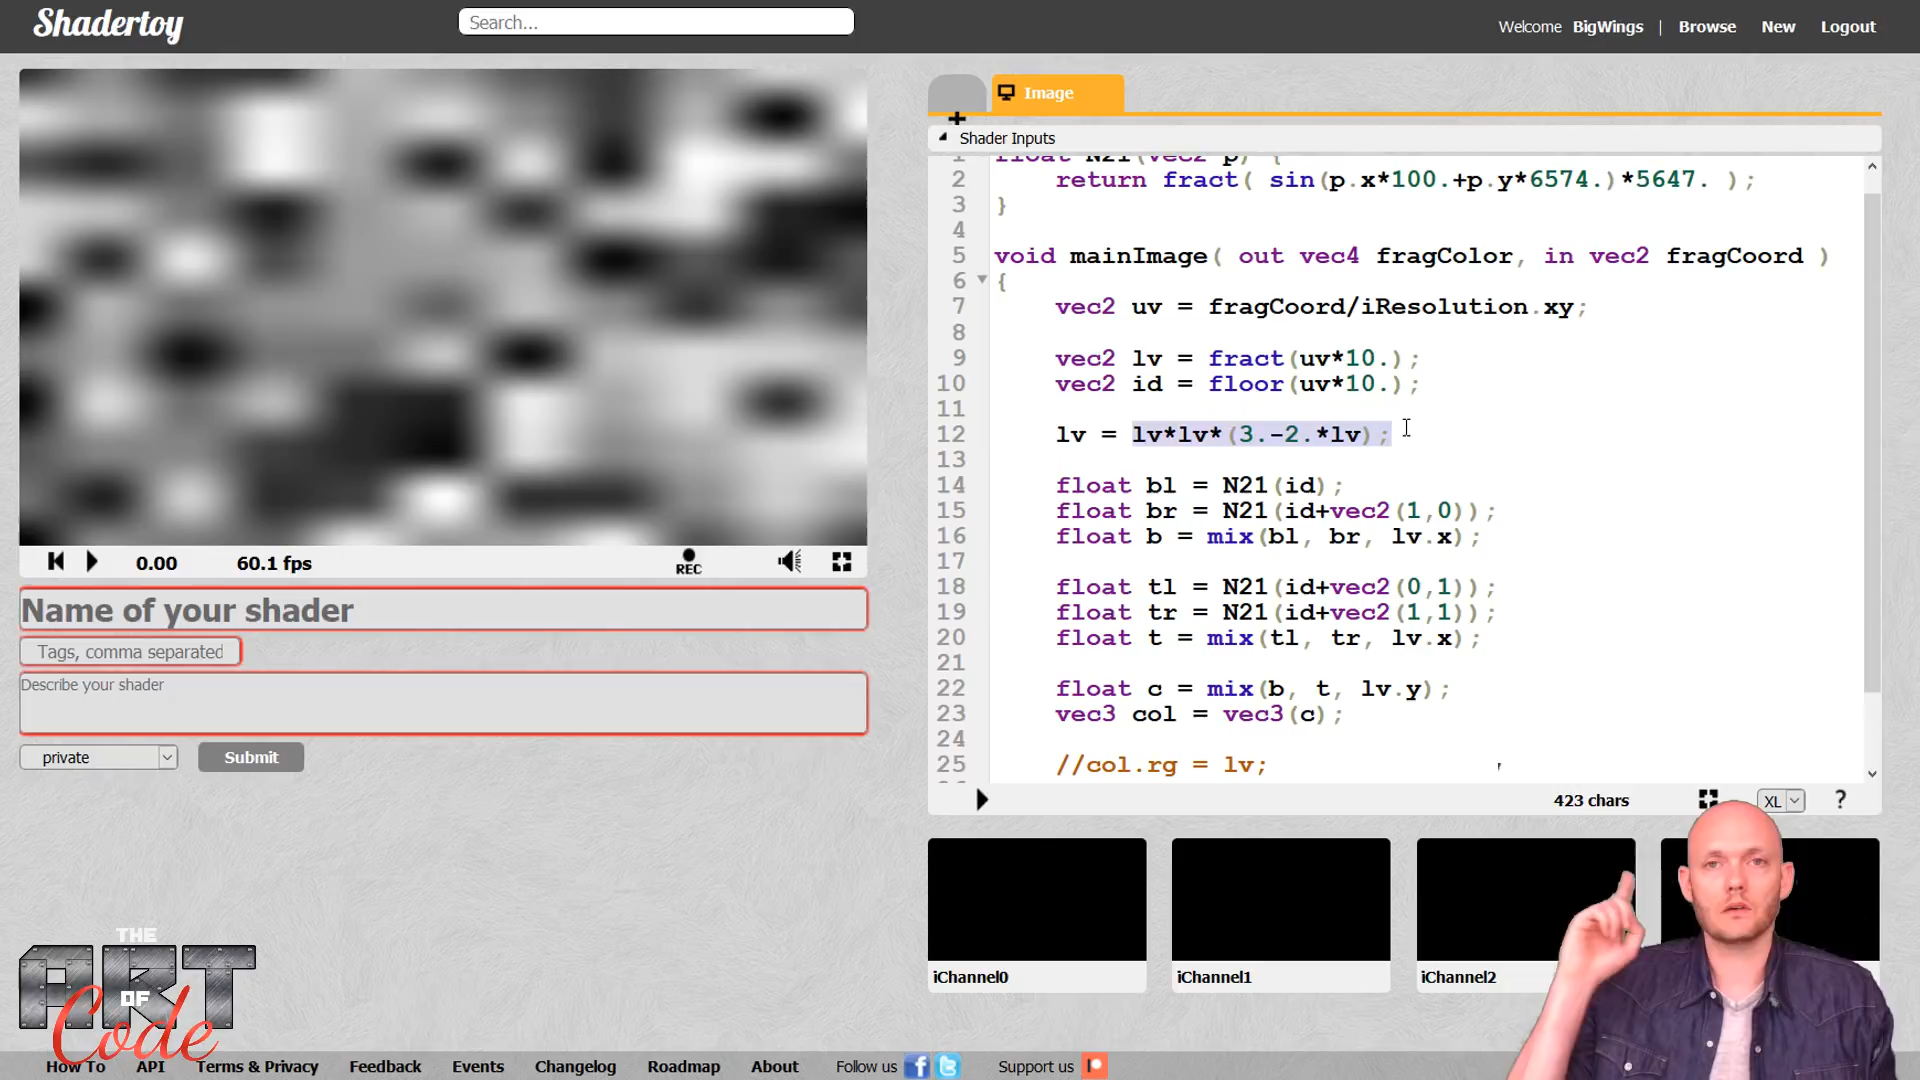 Shadertoy
Search...
Welcome BigWings | Browse New Logout
Image
Shader Inputs
1 float N21(vec2 p) {
2 return fract( sin(p.x*100.+p.y*6574.)*5647. );
3 }
4
5 void mainImage( out vec4 fragColor, in vec2 fragCoord )
6 {
7 vec2 uv = fragCoord/iResolution.xy;
8
9 vec2 lv = fract(uv*10.);
10 vec2 id = floor(uv*10.);
11
12 lv = lv*lv*(3.-2.*lv);
13
14 float bl = N21(id);
15 float br = N21(id+vec2(1,0));
16 float b = mix(bl, br, lv.x);
17
18 float tl = N21(id+vec2(0,1));
19 float tr = N21(id+vec2(1,1));
20 float t = mix(tl, tr, lv.x);
21
22 float c = mix(b, t, lv.y);
23 vec3 col = vec3(c);
24
25 //col.rg = lv;
0.00 60.1 fps REC
Name of your shader
Tags, comma separated
Describe your shader
private Submit
423 chars XL ?
iChannel0 iChannel1 iChannel2
THE
ART
OF
Code
How To API Terms & Privacy Feedback Events Changelog Roadmap About Follow us Support us